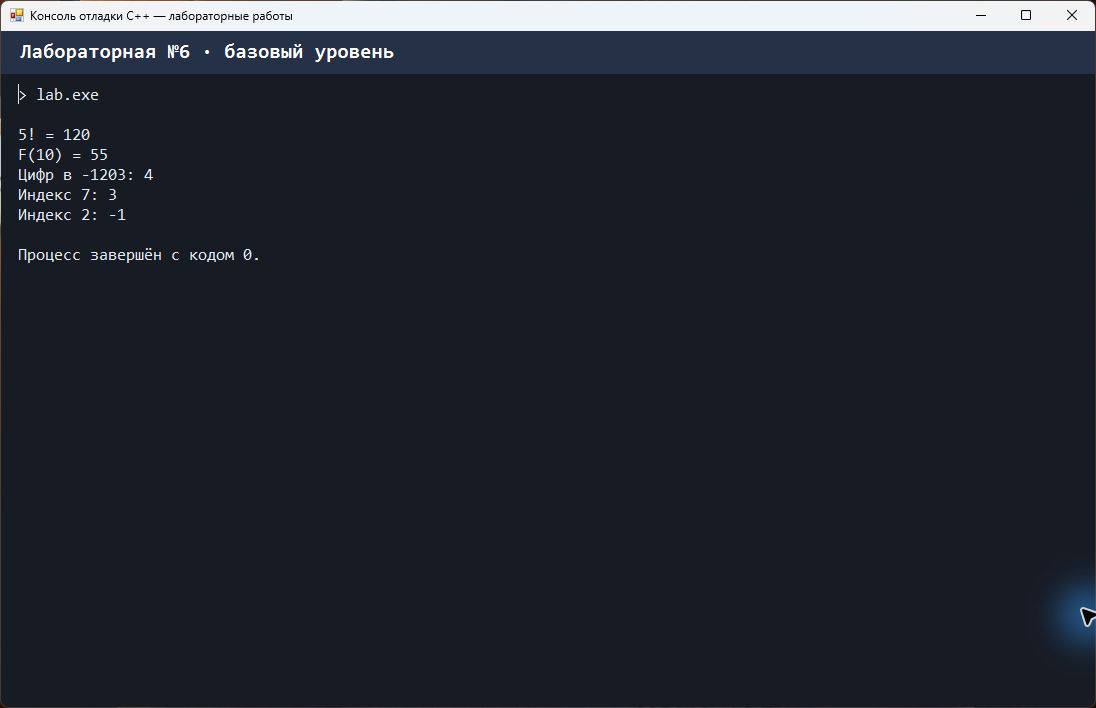 Консоль отладки C++ — лабораторные работы
Лабораторная №6 · базовый уровень
> lab.exe
5! = 120
F(10) = 55
Цифр в -1203: 4
Индекс 7: 3
Индекс 2: -1
Процесс завершён с кодом 0.